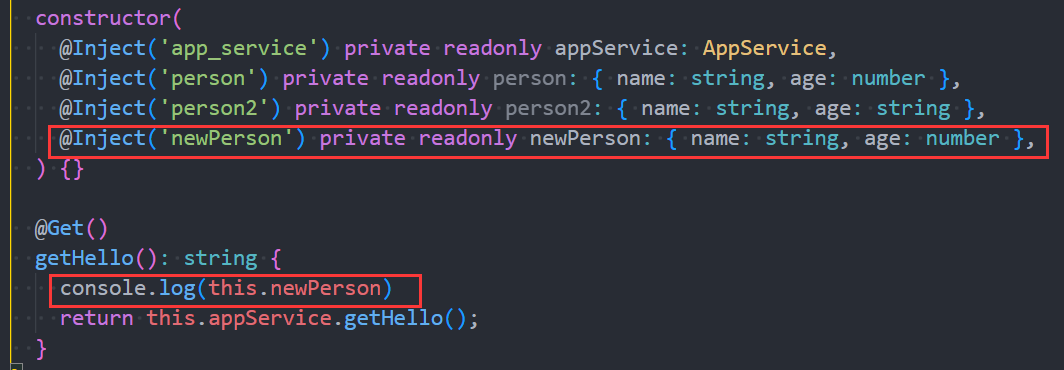 constructor(
@Inject('app_service') private readonly appService: AppService,
@Inject('person') private readonly person: { name: string, age: number },
@Inject('person2') private readonly person2: { name: string, age: string },
@Inject('newPerson') private readonly newPerson: { name: string, age: number },
) {}
@Get()
getHello(): string {
console.log(this.newPerson)
return this.appService.getHello();
}